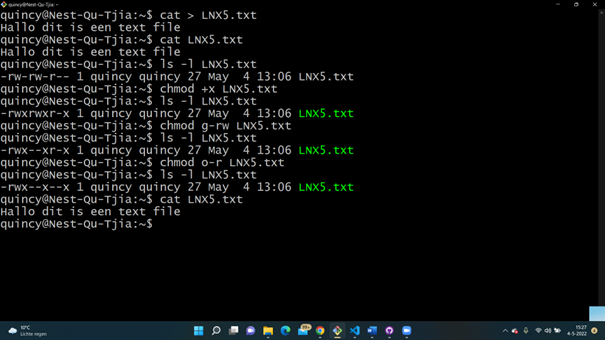 quincy@Nest-Qu-Tjia: ~
quincy@Nest-Qu-Tjia:~$ cat > LNX5.txt
Hallo dit is een text file
quincy@Nest-Qu-Tjia:~$ cat LNX5.txt
Hallo dit is een text file
quincy@Nest-Qu-Tjia:~$ ls -l LNX5.txt
-rw-rw-r-- 1 quincy quincy 27 May  4 13:06 LNX5.txt
quincy@Nest-Qu-Tjia:~$ chmod +x LNX5.txt
quincy@Nest-Qu-Tjia:~$ ls -l LNX5.txt
-rwxrwxr-x 1 quincy quincy 27 May  4 13:06 LNX5.txt
quincy@Nest-Qu-Tjia:~$ chmod g-rw LNX5.txt
quincy@Nest-Qu-Tjia:~$ ls -l LNX5.txt
-rwx--xr-x 1 quincy quincy 27 May  4 13:06 LNX5.txt
quincy@Nest-Qu-Tjia:~$ chmod o-r LNX5.txt
quincy@Nest-Qu-Tjia:~$ ls -l LNX5.txt
-rwx--x--x 1 quincy quincy 27 May  4 13:06 LNX5.txt
quincy@Nest-Qu-Tjia:~$ cat LNX5.txt
Hallo dit is een text file
quincy@Nest-Qu-Tjia:~$
10°C
Lichte regen
15:27
4-5-2022